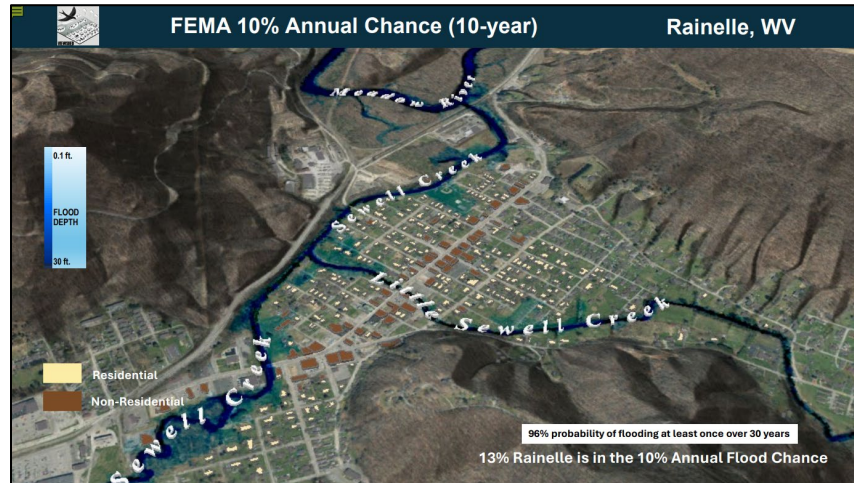 FEMA 10% Annual Chance (10-year)
Rainelle, WV
Meadow River
Sewell Creek
0.1 ft.
FLOOD
DEPTH
30 ft.
Little Sewell Creek
Sewell Creek
Residential
Non-Residential
96% probability of flooding at least once over 30 years
13% Rainelle is in the 10% Annual Flood Chance